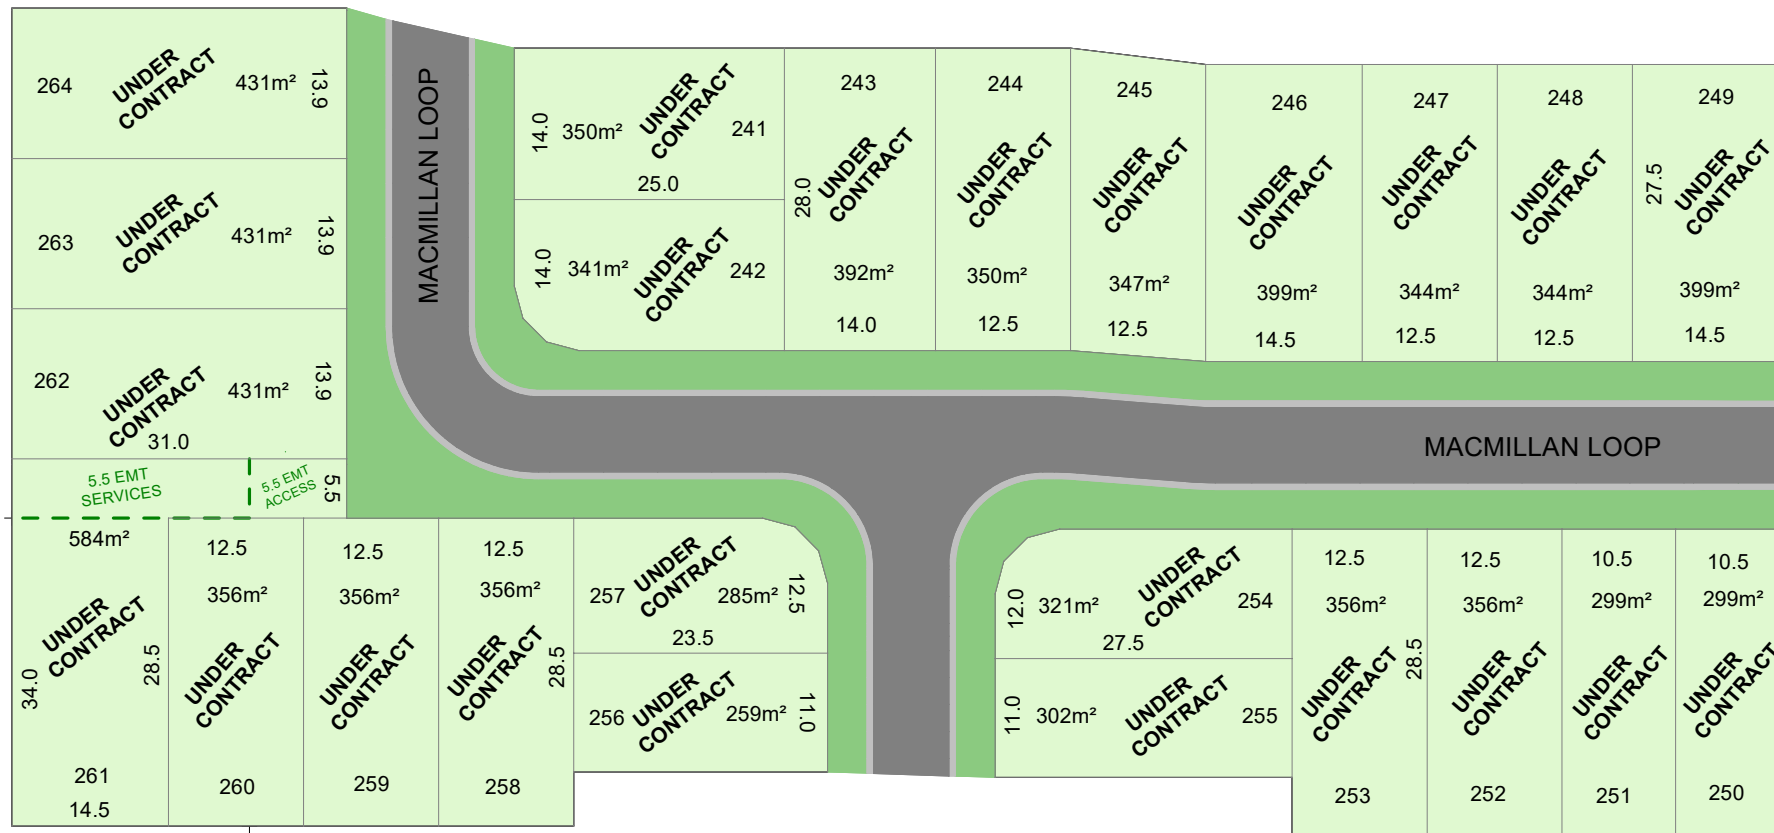 264
UNDER
CONTRACT
431m²
13.9
263
UNDER
CONTRACT
431m²
13.9
262
UNDER
CONTRACT
431m²
13.9
31.0
5.5 EMT
SERVICES
5.5 EMT
ACCESS
5.5
MACMILLAN LOOP
14.0
350m²
UNDER
CONTRACT
241
25.0
14.0
341m²
UNDER
CONTRACT
242
243
28.0
UNDER
CONTRACT
392m²
14.0
244
UNDER
CONTRACT
350m²
12.5
245
UNDER
CONTRACT
347m²
12.5
246
UNDER
CONTRACT
399m²
14.5
247
UNDER
CONTRACT
344m²
12.5
248
UNDER
CONTRACT
344m²
12.5
249
27.5
UNDER
CONTRACT
399m²
14.5
MACMILLAN LOOP
584m²
UNDER
CONTRACT
34.0
28.5
261
14.5
12.5
356m²
UNDER
CONTRACT
260
12.5
356m²
UNDER
CONTRACT
259
12.5
356m²
UNDER
CONTRACT
28.5
258
257
UNDER
CONTRACT
285m²
12.5
23.5
256
UNDER
CONTRACT
259m²
11.0
12.0
321m²
UNDER
CONTRACT
254
27.5
11.0
302m²
UNDER
CONTRACT
255
12.5
356m²
UNDER
CONTRACT
28.5
253
12.5
356m²
UNDER
CONTRACT
252
10.5
299m²
UNDER
CONTRACT
251
10.5
299m²
UNDER
CONTRACT
250